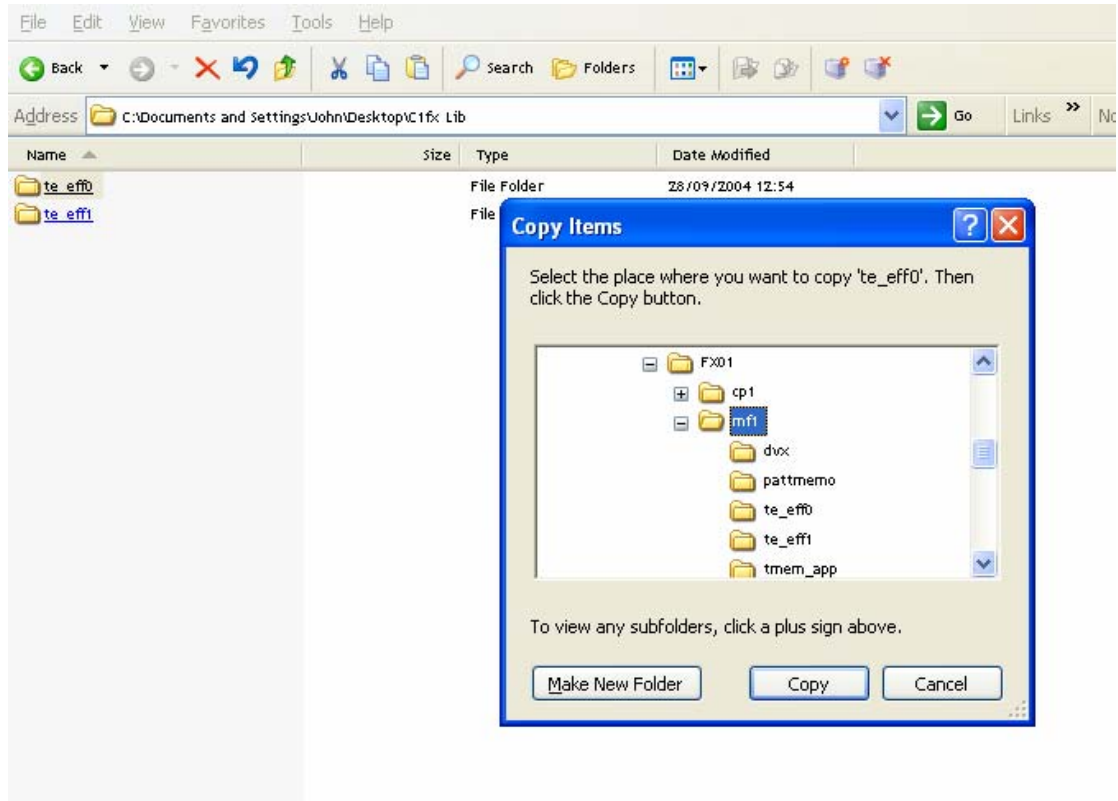 File Edit View Favorites Tools Help
Back Search Folders
Address C:\Documents and Settings\John\Desktop\C1fx Lib Go Links »
Name Size Type Date Modified
te_eff0 File Folder 28/09/2004 12:54
te_eff1 File
Copy Items
Select the place where you want to copy 'te_eff0'. Then
click the Copy button.
FX01
cp1
mf1
dvx
pattmemo
te_eff0
te_eff1
tmem_app
To view any subfolders, click a plus sign above.
Make New Folder Copy Cancel